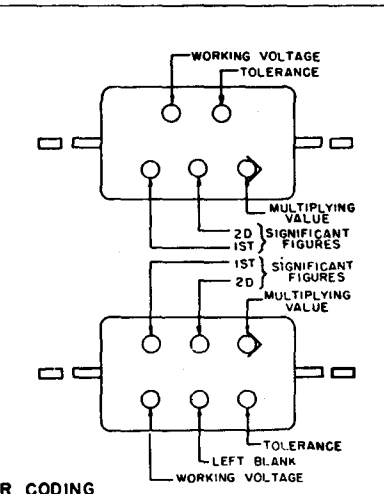 WORKING VOLTAGE
TOLERANCE
MULTIPLYING
VALUE
2D
1ST
SIGNIFICANT
FIGURES
1ST
2D
SIGNIFICANT
FIGURES
MULTIPLYING
VALUE
TOLERANCE
LEFT BLANK
WORKING VOLTAGE
R CODING